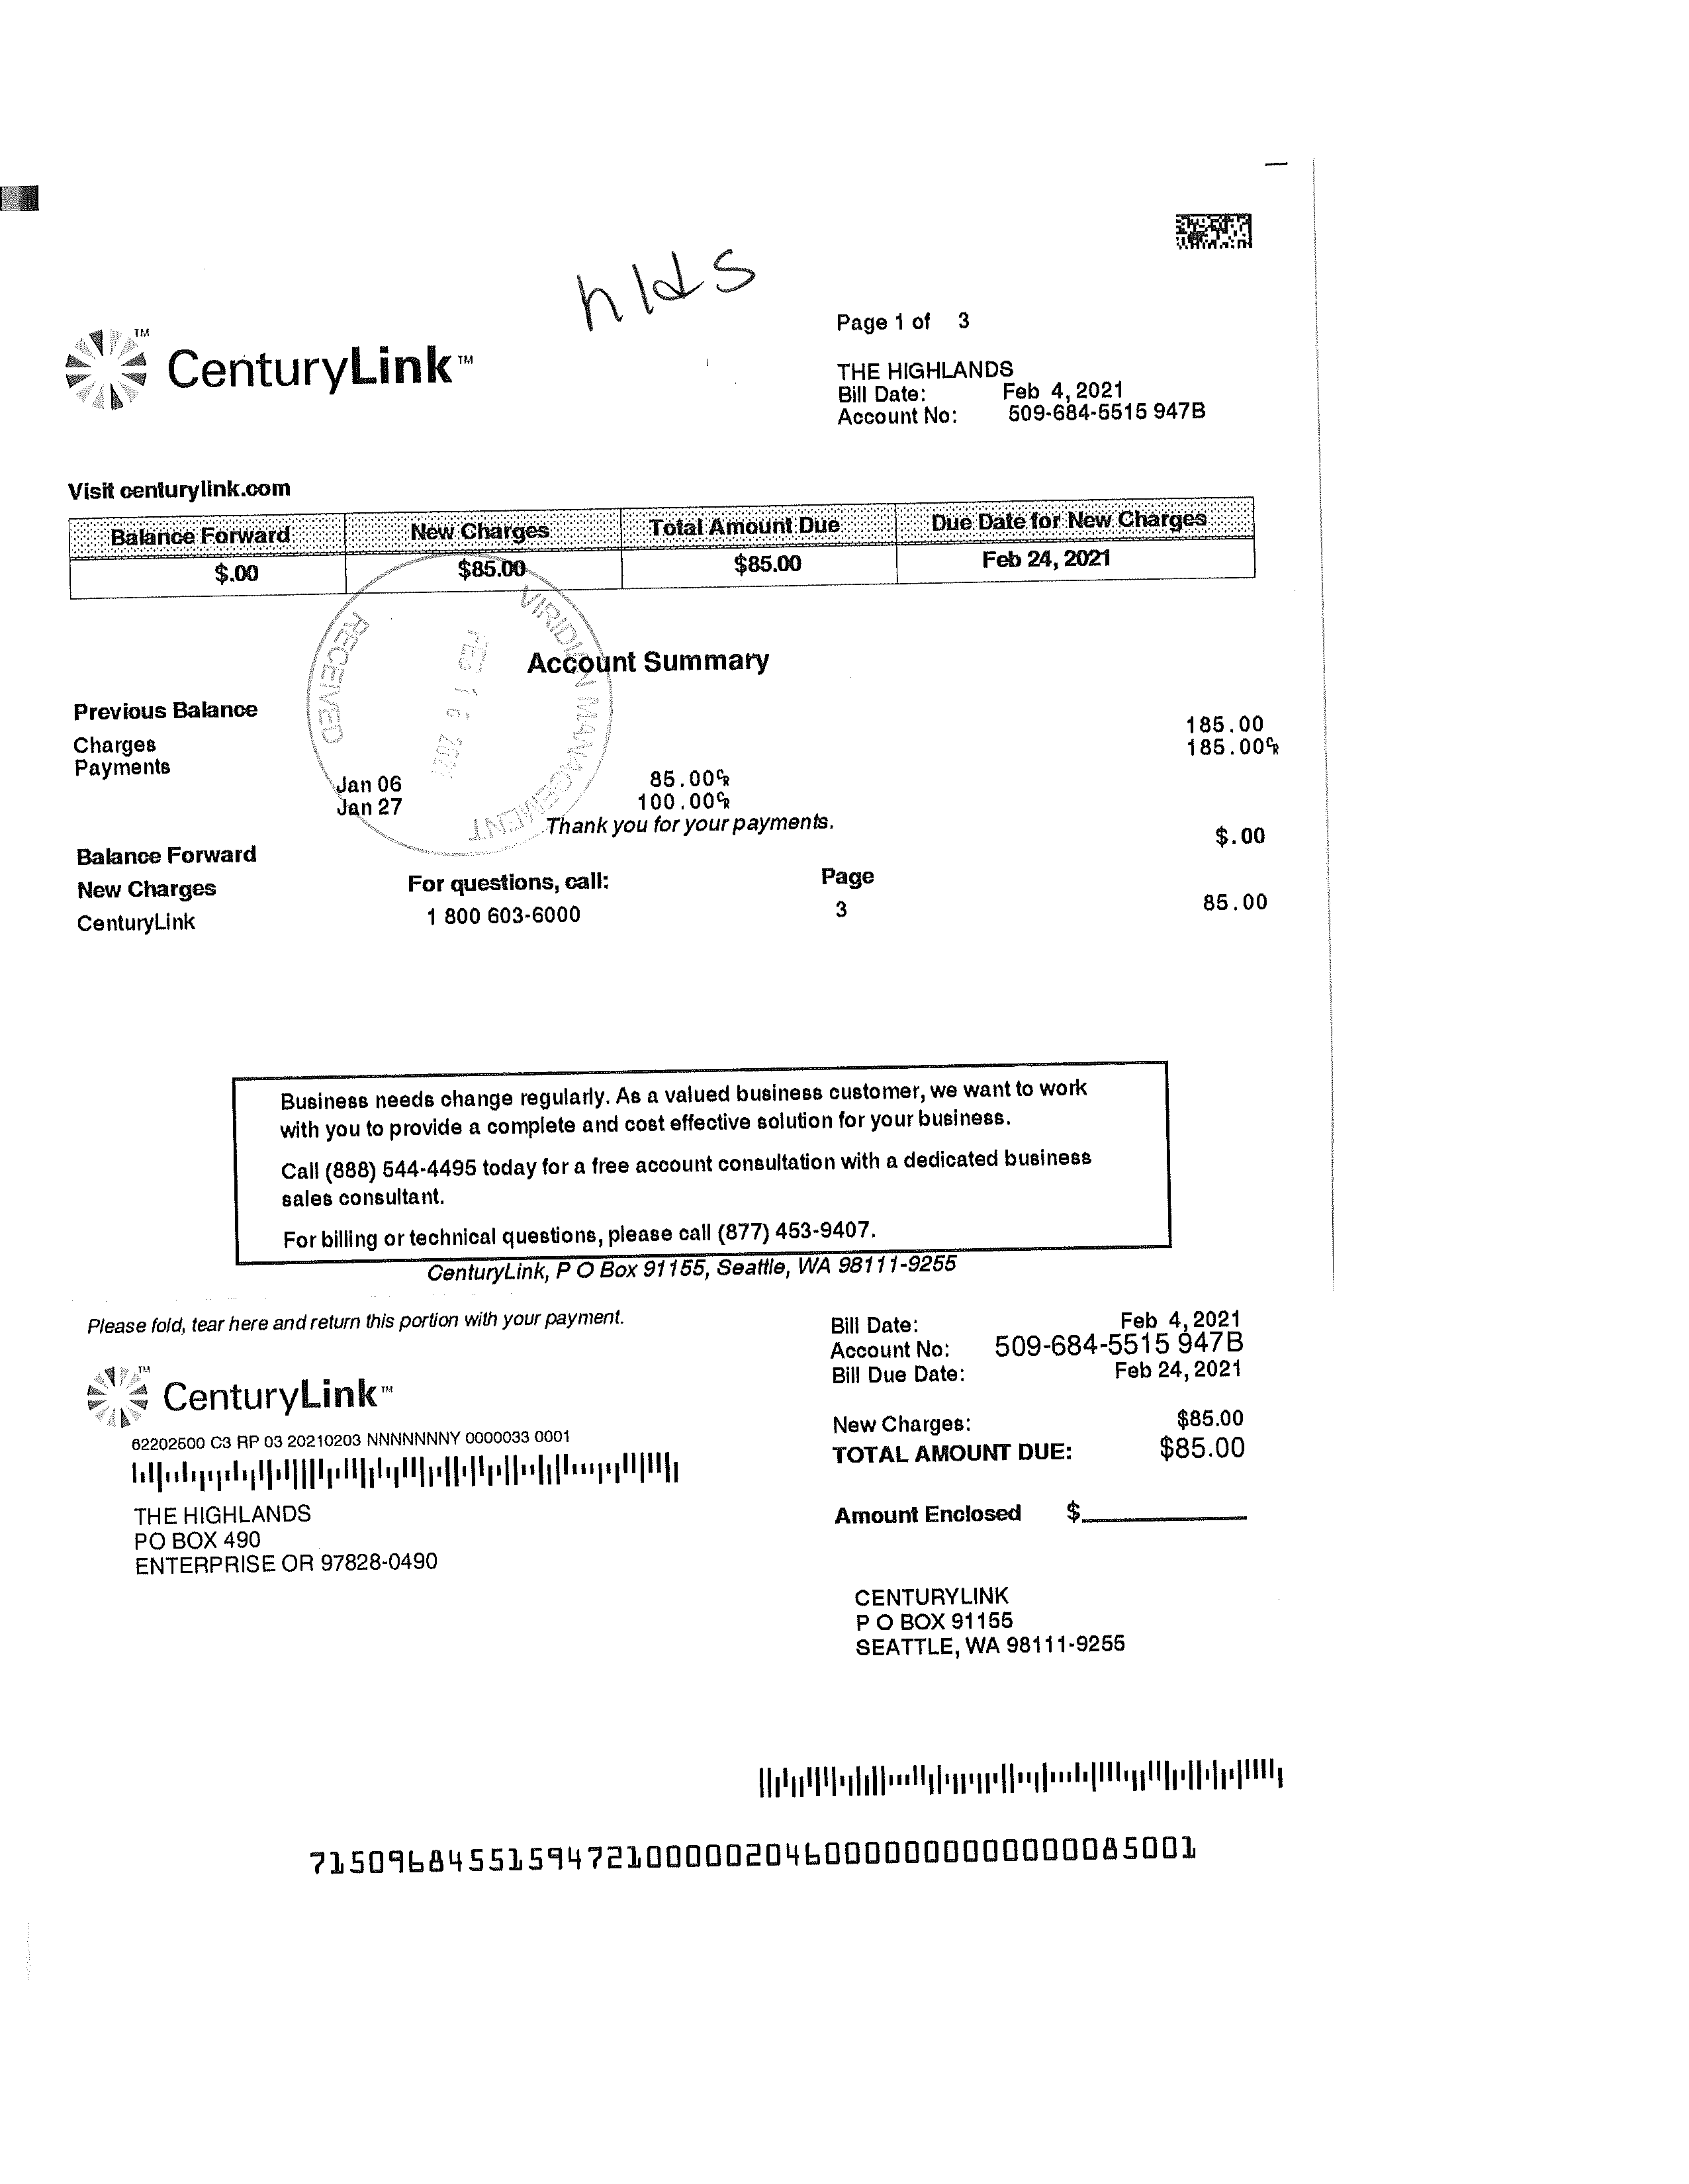 hlds
Page 1 of 3
CenturyLink™
THE HIGHLANDS
Bill Date: Feb 4, 2021
Account No: 509-684-5515 947B
Visit centurylink.com
Balance Forward New Charges Total Amount Due Due Date for New Charges
$.00 $85.00 $85.00 Feb 24, 2021
VIRIDIAN MANAGEMENT
RECEIVED
FEB 16 2021
Account Summary
Previous Balance
Charges 185.00
Payments 185.00CR
Jan 06 85.00CR
Jan 27 100.00CR
Thank you for your payments.
Balance Forward $.00
New Charges For questions, call: Page
CenturyLink 1 800 603-6000 3 85.00
Business needs change regularly. As a valued business customer, we want to work
with you to provide a complete and cost effective solution for your business.
Call (888) 544-4495 today for a free account consultation with a dedicated business
sales consultant.
For billing or technical questions, please call (877) 453-9407.
CenturyLink, P O Box 91155, Seattle, WA 98111-9255
Please fold, tear here and return this portion with your payment.
Bill Date: Feb 4, 2021
Account No: 509-684-5515 947B
Bill Due Date: Feb 24, 2021
CenturyLink™
New Charges: $85.00
TOTAL AMOUNT DUE: $85.00
62202500 C3 RP 03 20210203 NNNNNNNY 0000033 0001
THE HIGHLANDS
PO BOX 490
ENTERPRISE OR 97828-0490
Amount Enclosed $
CENTURYLINK
P O BOX 91155
SEATTLE, WA 98111-9255
715096845515947210000020460000000000000085001